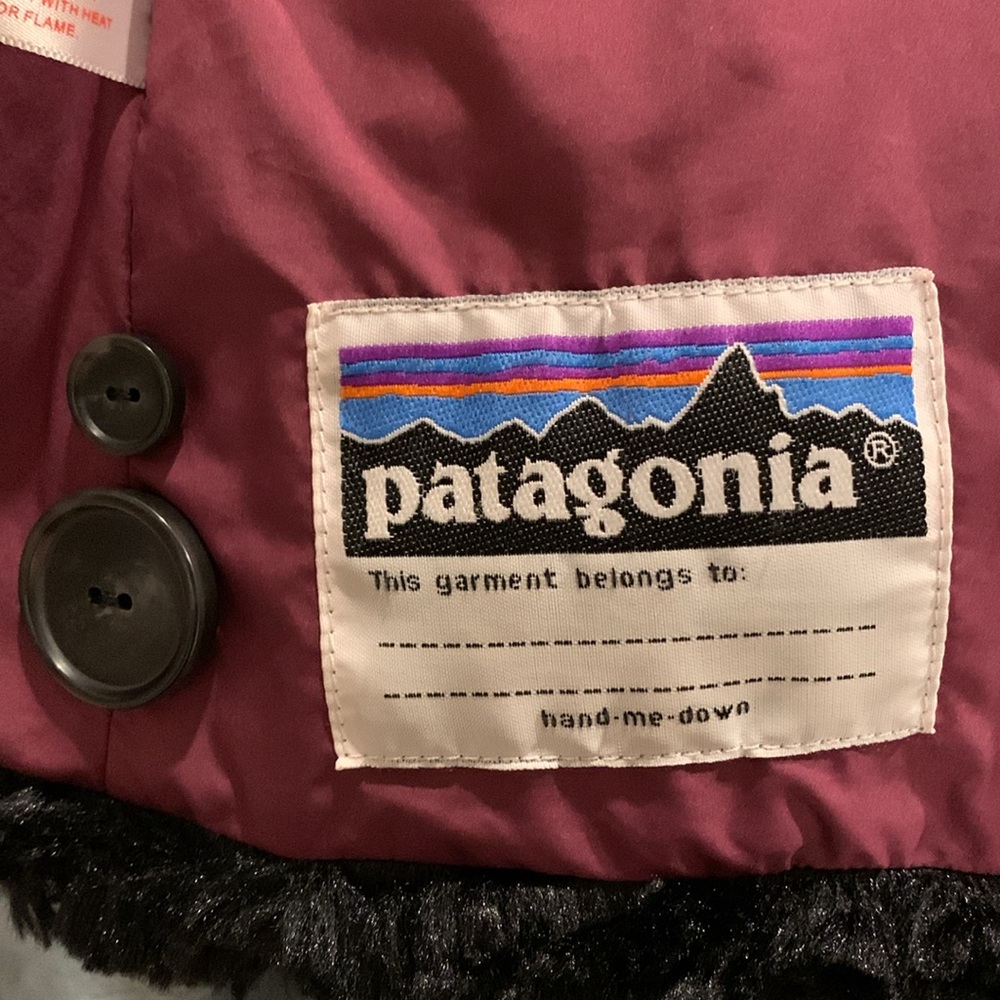 WITH HEAT
OR FLAME.
patagonia®
This garment belongs to:
hand-me-down